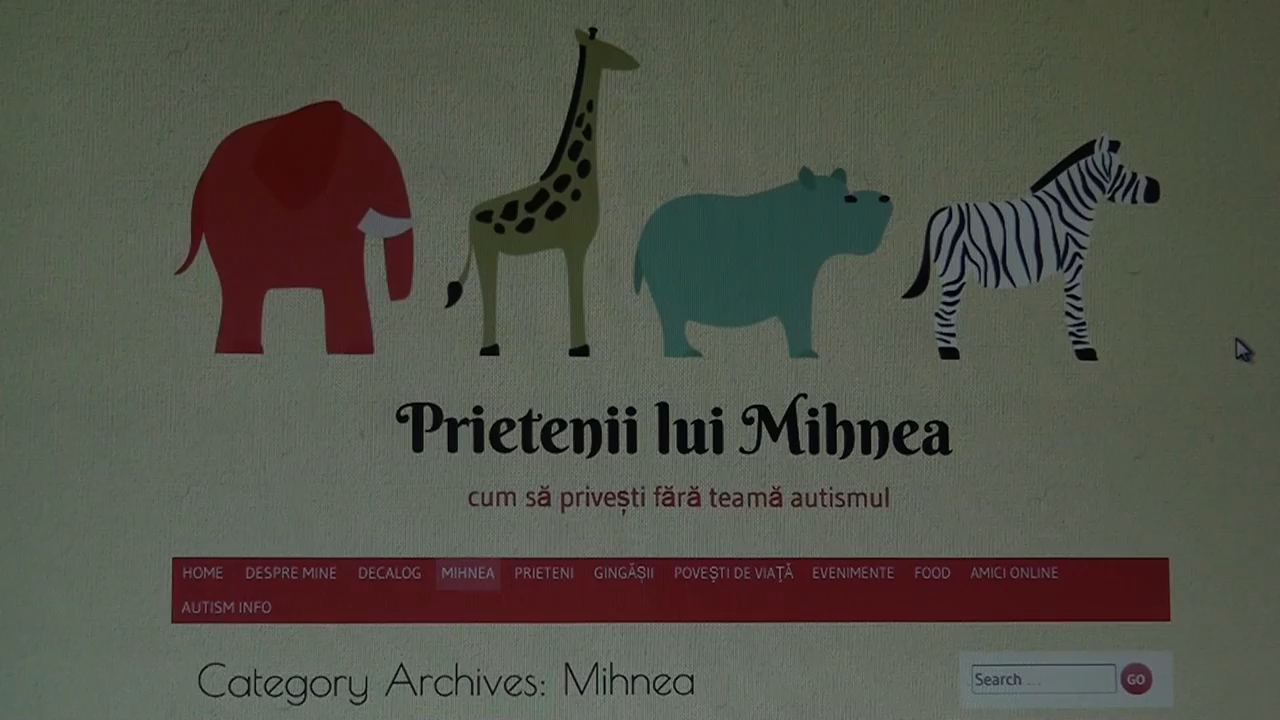 Prietenii lui Mihnea
cum să privești fără teamă autismul
HOME DESPRE MINE DECALOG MIHNEA PRIETENI GINGĂȘII POVEȘTI DE VIAȚĂ EVENIMENTE FOOD AMICI ONLINE
AUTISM INFO
Category Archives: Mihnea
Search ...
GO